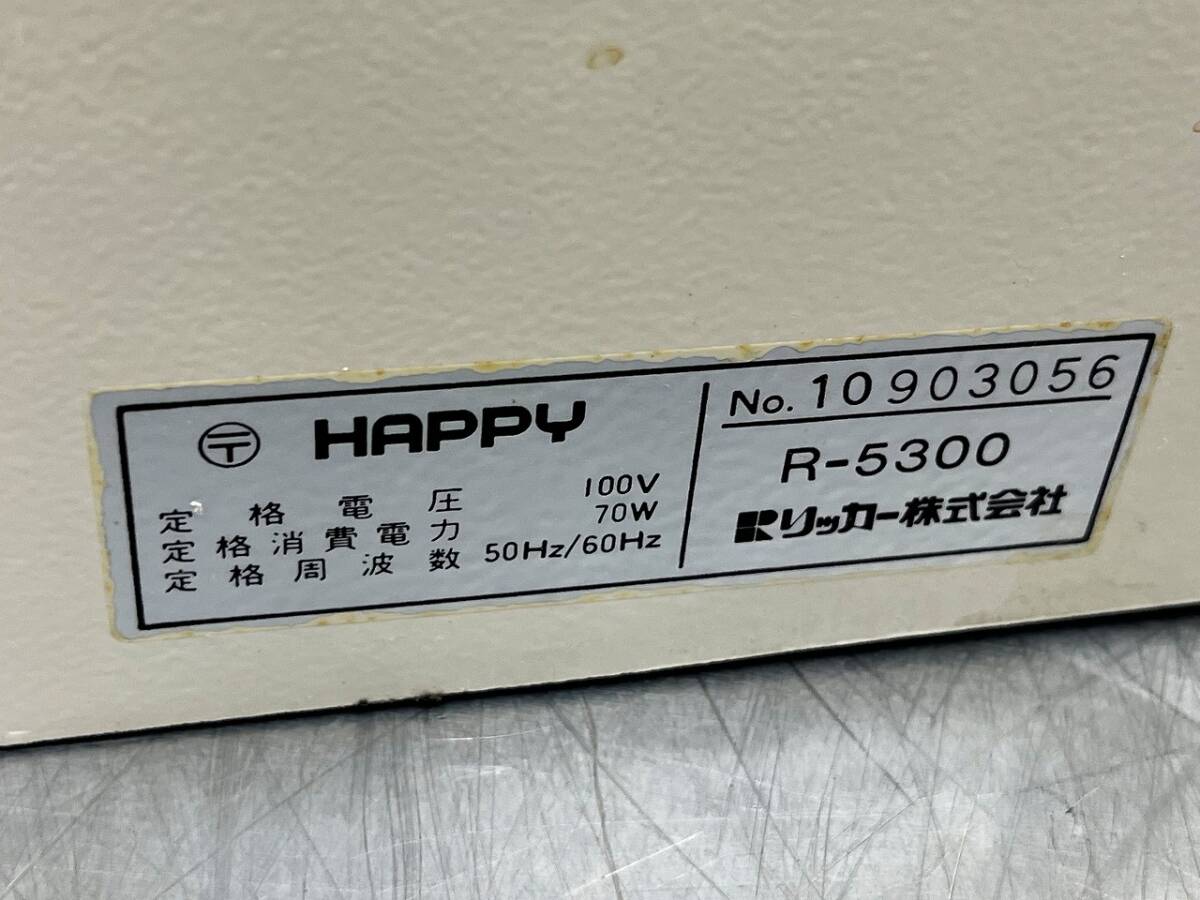 〶 HAPPY
定格電圧 100V
定格消費電力 70W
定格周波数 50Hz/60Hz
No. 10903056
R-5300
R リッカー株式会社